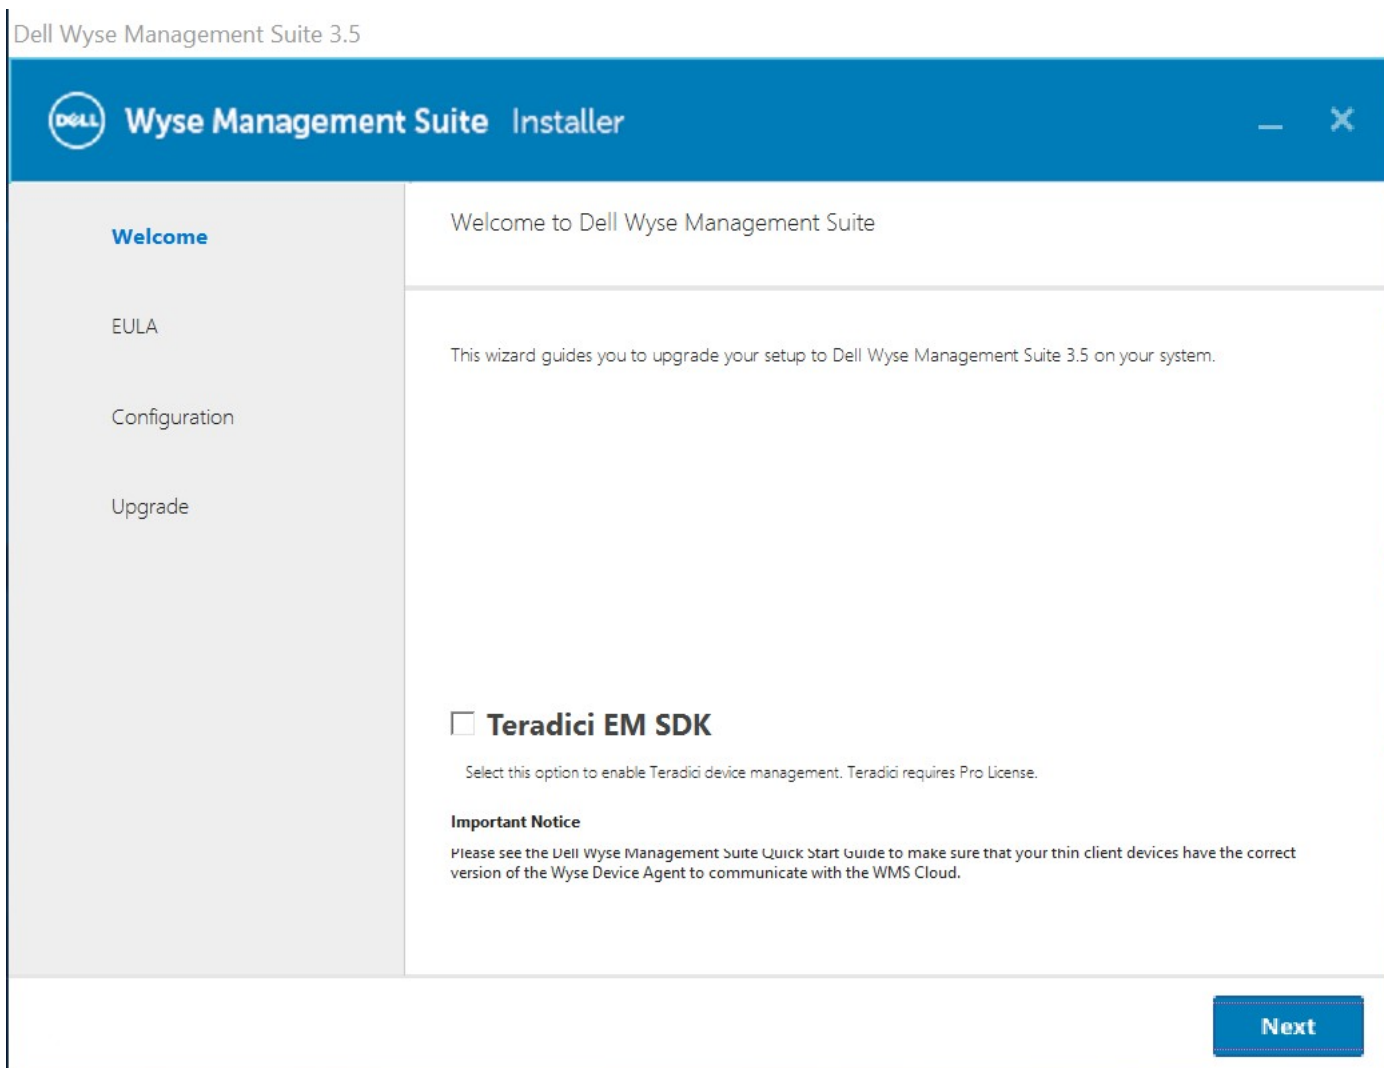 Dell Wyse Management Suite 3.5
DELL Wyse Management Suite Installer
Welcome
EULA
Configuration
Upgrade
Welcome to Dell Wyse Management Suite
This wizard guides you to upgrade your setup to Dell Wyse Management Suite 3.5 on your system.
Teradici EM SDK
Select this option to enable Teradici device management. Teradici requires Pro License.
Important Notice
Please see the Dell Wyse Management Suite Quick Start Guide to make sure that your thin client devices have the correct
version of the Wyse Device Agent to communicate with the WMS Cloud.
Next